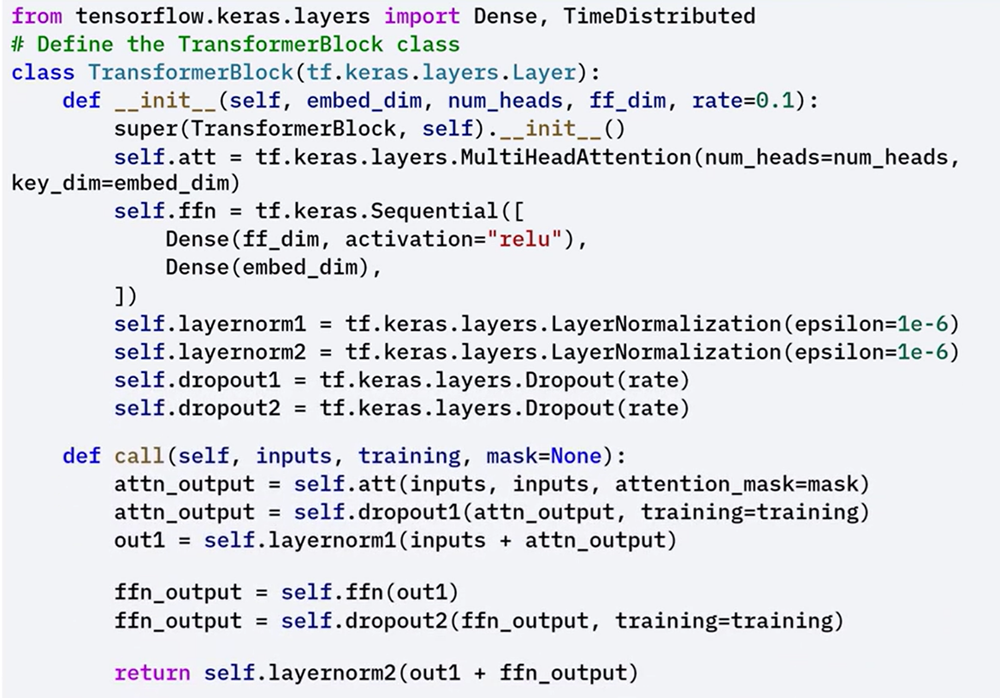 from tensorflow.keras.layers import Dense, TimeDistributed
# Define the TransformerBlock class
class TransformerBlock(tf.keras.layers.Layer):
    def __init__(self, embed_dim, num_heads, ff_dim, rate=0.1):
        super(TransformerBlock, self).__init__()
        self.att = tf.keras.layers.MultiHeadAttention(num_heads=num_heads,
key_dim=embed_dim)
        self.ffn = tf.keras.Sequential([
            Dense(ff_dim, activation="relu"),
            Dense(embed_dim),
        ])
        self.layernorm1 = tf.keras.layers.LayerNormalization(epsilon=1e-6)
        self.layernorm2 = tf.keras.layers.LayerNormalization(epsilon=1e-6)
        self.dropout1 = tf.keras.layers.Dropout(rate)
        self.dropout2 = tf.keras.layers.Dropout(rate)
    def call(self, inputs, training, mask=None):
        attn_output = self.att(inputs, inputs, attention_mask=mask)
        attn_output = self.dropout1(attn_output, training=training)
        out1 = self.layernorm1(inputs + attn_output)
        ffn_output = self.ffn(out1)
        ffn_output = self.dropout2(ffn_output, training=training)
        return self.layernorm2(out1 + ffn_output)